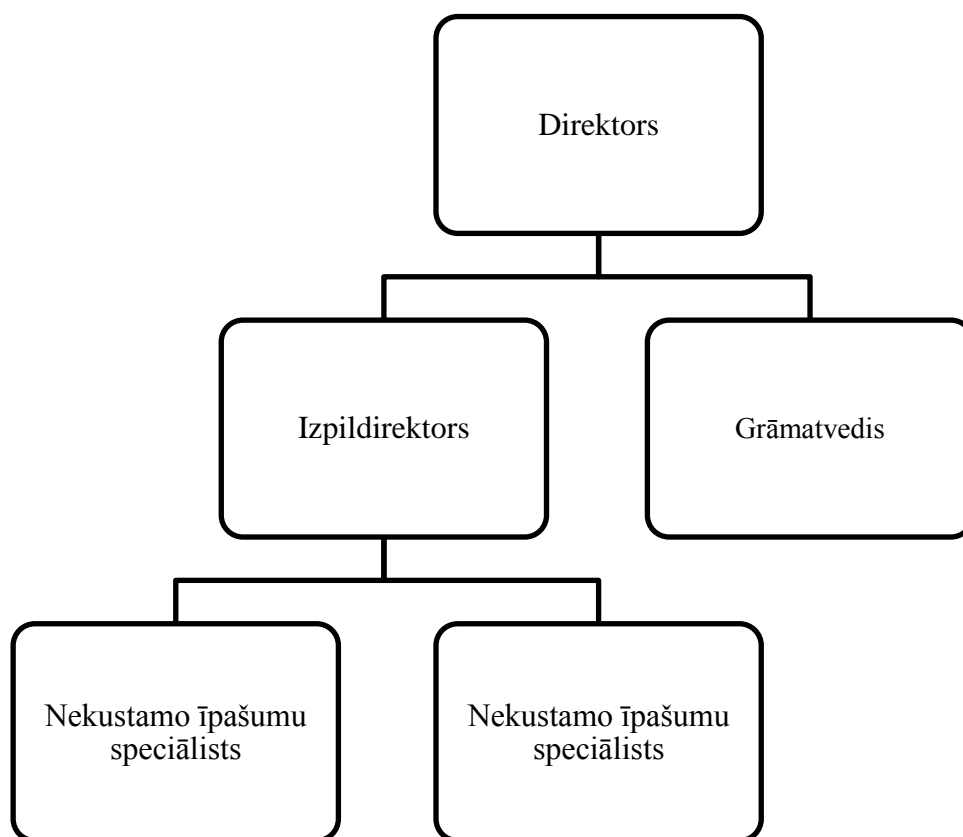 Direktors
Izpildirektors
Grāmatvedis
Nekustamo īpašumu
speciālists
Nekustamo īpašumu
speciālists